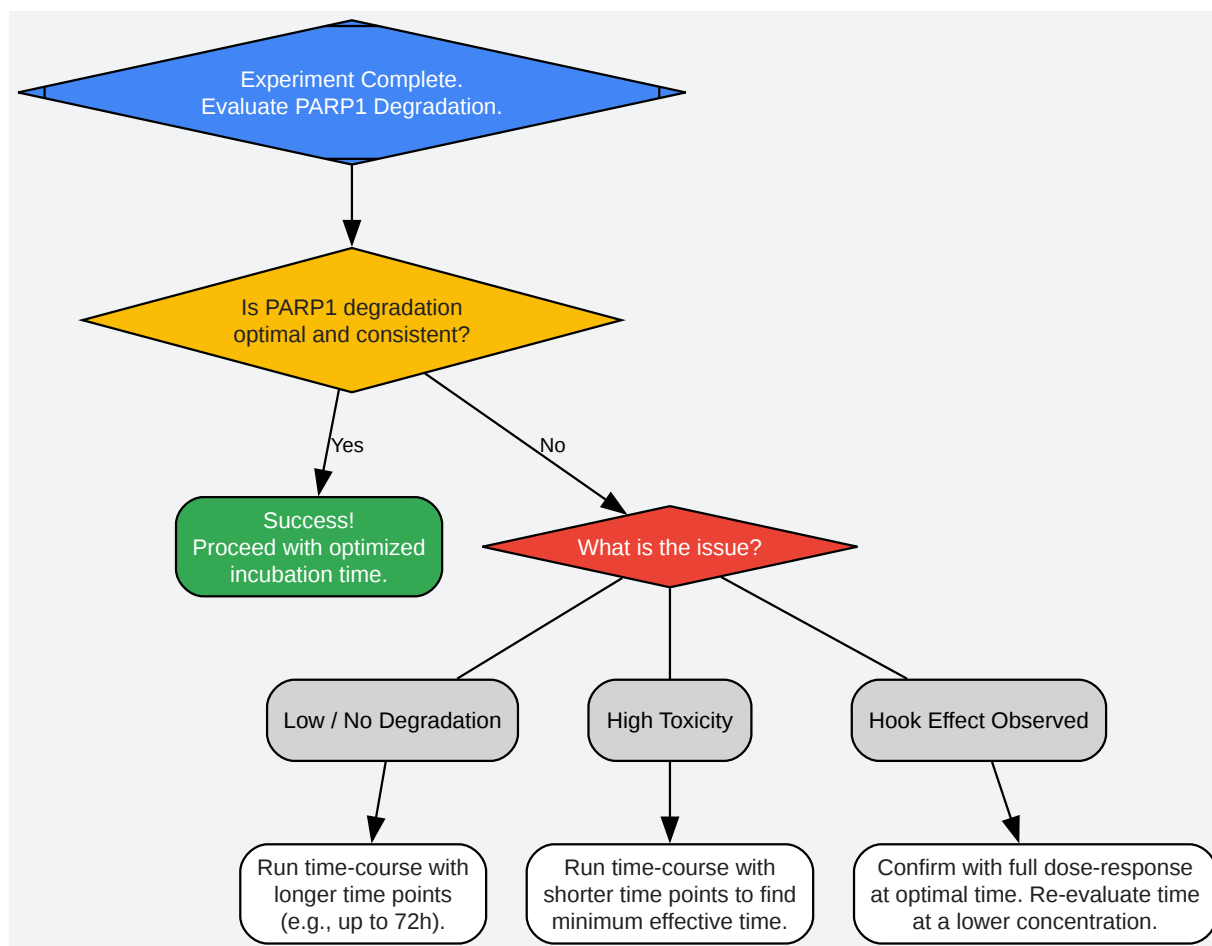 Experiment Complete.
Evaluate PARP1 Degradation.
Is PARP1 degradation
optimal and consistent?
Yes
No
Success!
Proceed with optimized
incubation time.
What is the issue?
Low / No Degradation
High Toxicity
Hook Effect Observed
Run time-course with
longer time points
(e.g., up to 72h).
Run time-course with
shorter time points to find
minimum effective time.
Confirm with full dose-response
at optimal time. Re-evaluate time
at a lower concentration.